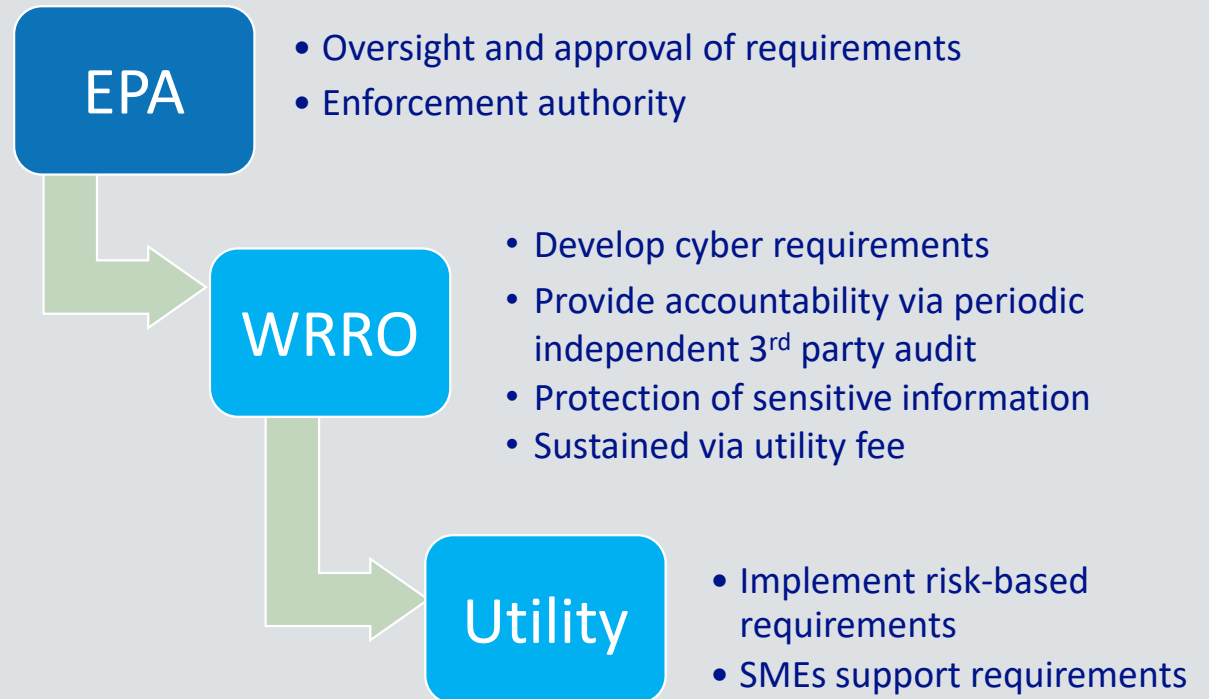 EPA
• Oversight and approval of requirements
• Enforcement authority
WRRO
• Develop cyber requirements
• Provide accountability via periodic
independent 3rd party audit
• Protection of sensitive information
• Sustained via utility fee
Utility
• Implement risk-based
requirements
• SMEs support requirements